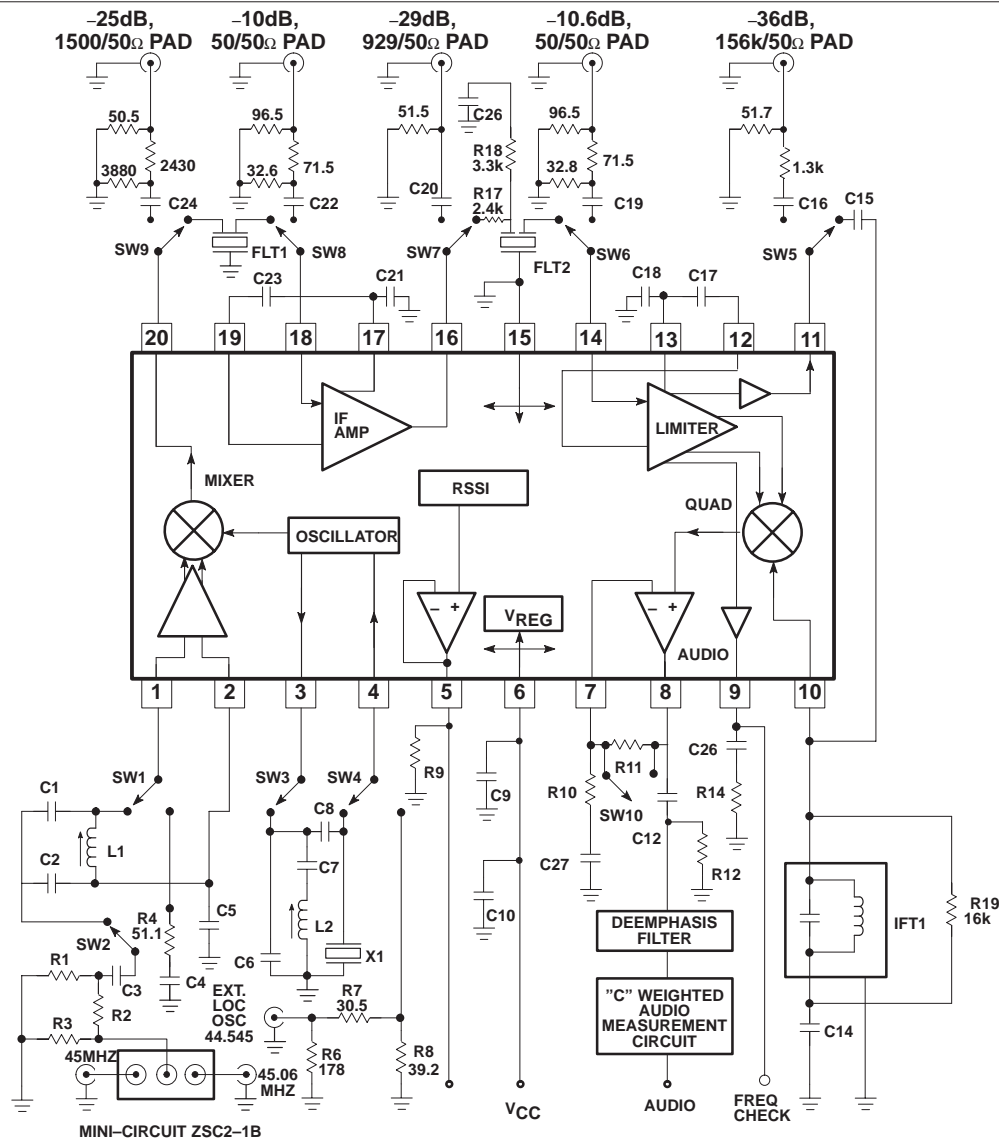 –25dB,
1500/50Ω PAD
–10dB
50/50Ω PAD
–29dB
929/50Ω PAD
–10.6dB
50/50Ω PAD
–36dB,
156k/50Ω PAD
50.5
2430
3880
C24
96.5
71.5
32.6
C22
51.5
C20
C26
R18
3.3k
R17
2.4k
96.5
71.5
32.8
C19
51.7
1.3k
C16
C15
SW9
FLT1
SW8
SW7
FLT2
SW6
SW5
C23
C21
C18
C17
20
19
18
17
16
15
14
13
12
11
IF
AMP
LIMITER
MIXER
RSSI
QUAD
OSCILLATOR
– +
VREG
– +
AUDIO
1
2
3
4
5
6
7
8
9
10
SW1
C1
L1
C2
SW2
R4
51.1
C5
C4
R1
C3
R2
R3
45MHZ
45.06
MHZ
MINI–CIRCUIT ZSC2–1B
SW3
SW4
C8
C7
L2
C6
X1
EXT.
LOC
OSC
44.545
R7
30.5
R6
178
R8
39.2
R9
C9
C10
VCC
R11
R10
SW10
C27
C12
R12
DEEMPHASIS
FILTER
"C" WEIGHTED
AUDIO
MEASUREMENT
CIRCUIT
AUDIO
C26
R14
FREQ
CHECK
IFT1
R19
16k
C14